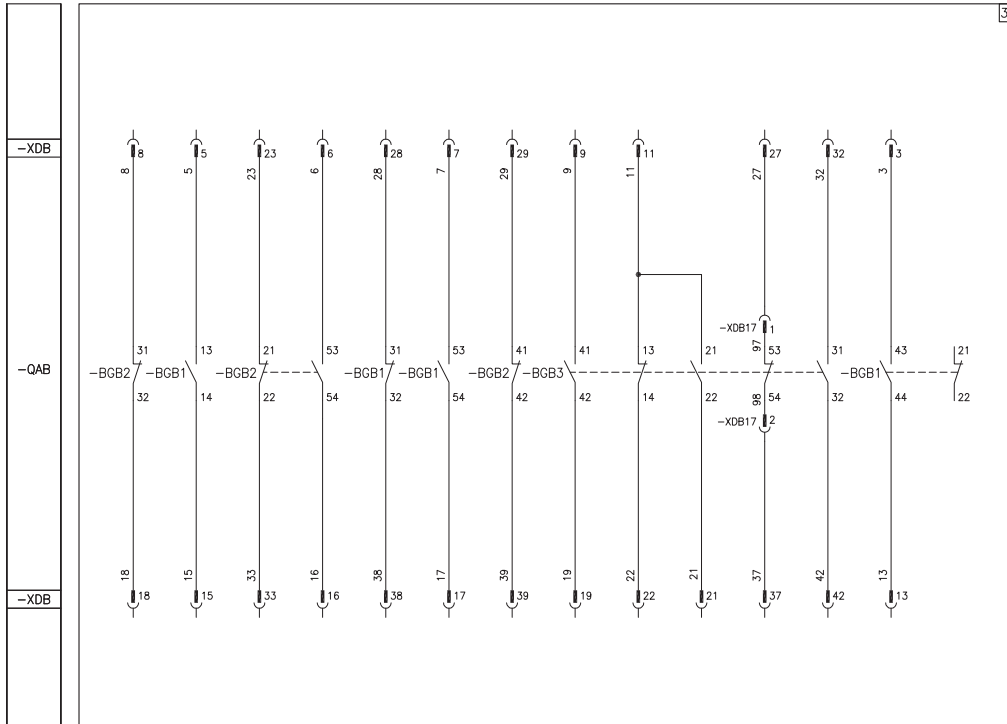 3
-XDB 8 5 23 6 28 7 29 9 11 27 32 3
8 5 23 6 28 7 29 9 11 27 32 3
-XDB17 1
97
31 13 21 53 31 53 41 41 13 21 53 31 43 21
-QAB -BGB2 -BGB1 -BGB2 -BGB1 -BGB1 -BGB2 -BGB3 -BGB1
32 14 22 54 32 54 42 42 14 22 54 32 44 22
98
-XDB17 2
18 15 33 16 38 17 39 19 22 21 37 42 13
-XDB 18 15 33 16 38 17 39 19 22 21 37 42 13